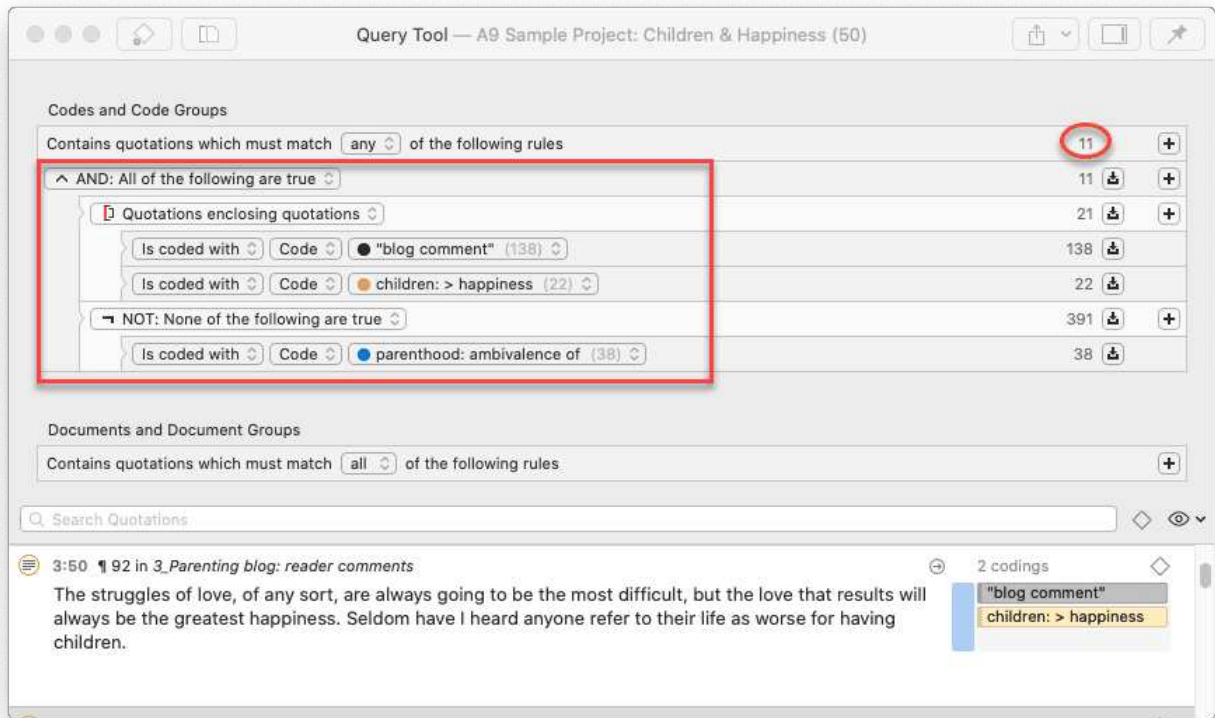 Query Tool — A9 Sample Project: Children & Happiness (50)
Codes and Code Groups
Contains quotations which must match any of the following rules 11
AND: All of the following are true 11
Quotations enclosing quotations 21
Is coded with Code "blog comment" (138) 138
Is coded with Code children: > happiness (22) 22
NOT: None of the following are true 391
Is coded with Code parenthood: ambivalence of (38) 38
Documents and Document Groups
Contains quotations which must match all of the following rules
Search Quotations
3:50 ¶ 92 in 3_Parenting blog: reader comments 2 codings
The struggles of love, of any sort, are always going to be the most difficult, but the love that results will "blog comment"
always be the greatest happiness. Seldom have I heard anyone refer to their life as worse for having children: > happiness
children.